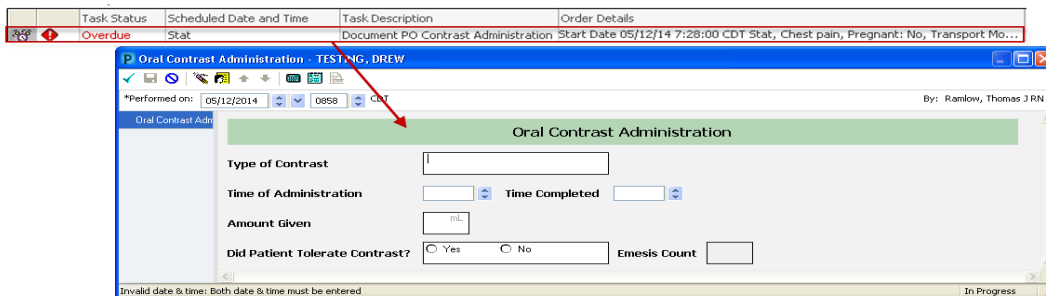 Task Status Scheduled Date and Time Task Description Order Details
Overdue Stat Document PO Contrast Administration Start Date 05/12/14 7:28:00 CDT Stat, Chest pain, Pregnant: No, Transport Mo...
P Oral Contrast Administration - TESTING, DREW
*Performed on: 05/12/2014 0858 CDT By: Ramlow, Thomas J RN
Oral Contrast Adm
Oral Contrast Administration
Type of Contrast
Time of Administration Time Completed
Amount Given mL
Did Patient Tolerate Contrast? Yes No Emesis Count
Invalid date & time: Both date & time must be entered In Progress